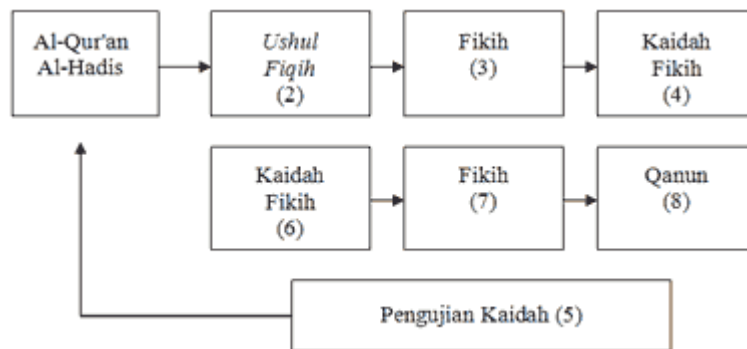 Al-Qur'an
Al-Hadis
Ushul
Fiqih
(2)
Fikih
(3)
Kaidah
Fikih
(4)
Kaidah
Fikih
(6)
Fikih
(7)
Qanun
(8)
Pengujian Kaidah (5)